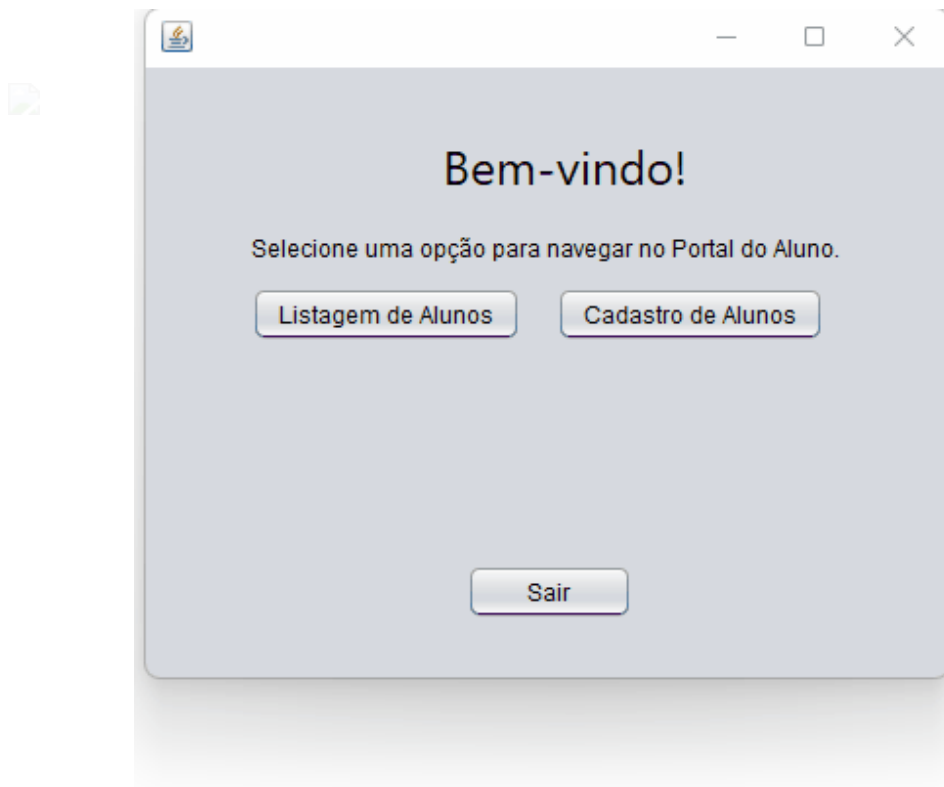 Bem-vindo!
Selecione uma opção para navegar no Portal do Aluno.
Listagem de Alunos Cadastro de Alunos
Sair